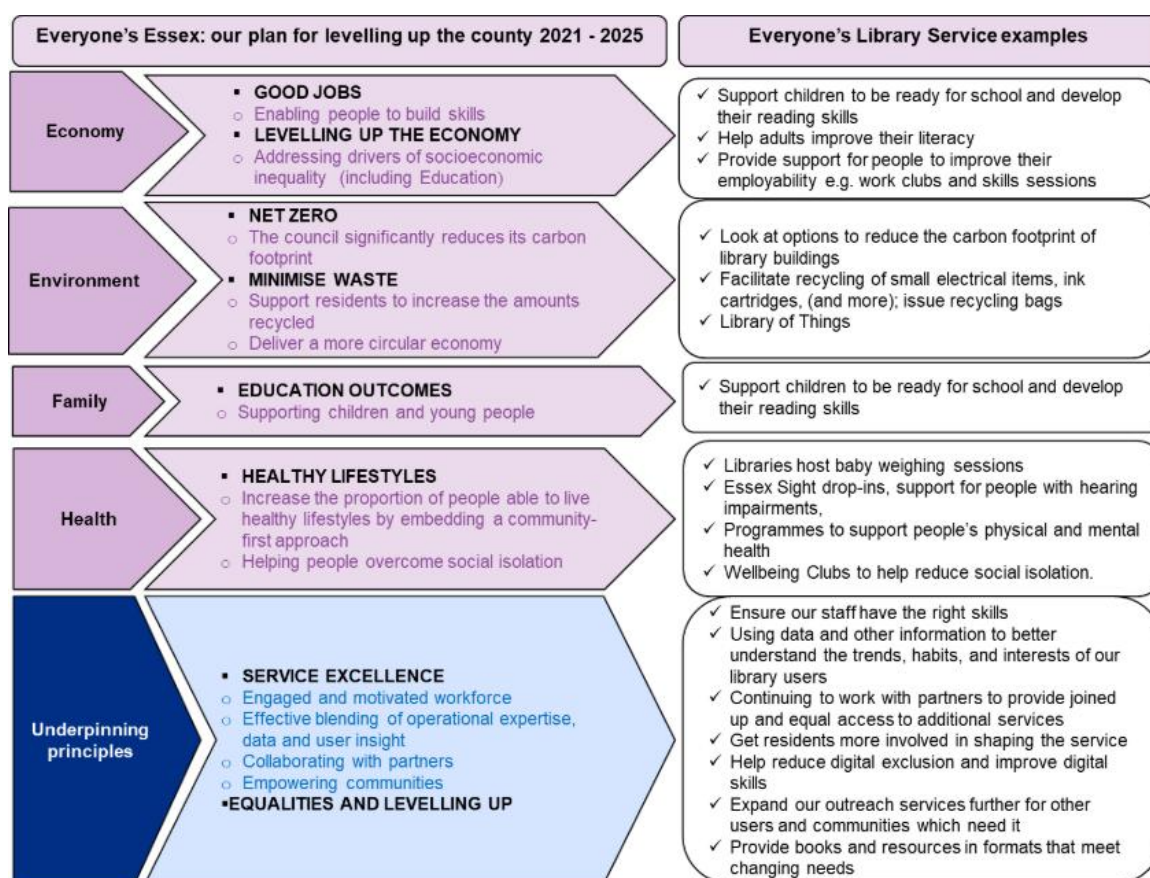 Everyone's Essex: our plan for levelling up the county 2021 - 2025
Everyone's Library Service examples
Economy
▪ GOOD JOBS
○ Enabling people to build skills
▪ LEVELLING UP THE ECONOMY
○ Addressing drivers of socioeconomic
inequality (including Education)
✓ Support children to be ready for school and develop
their reading skills
✓ Help adults improve their literacy
✓ Provide support for people to improve their
employability e.g. work clubs and skills sessions
Environment
▪ NET ZERO
○ The council significantly reduces its carbon
footprint
▪ MINIMISE WASTE
○ Support residents to increase the amounts
recycled
○ Deliver a more circular economy
✓ Look at options to reduce the carbon footprint of
library buildings
✓ Facilitate recycling of small electrical items, ink
cartridges, (and more); issue recycling bags
✓ Library of Things
Family
▪ EDUCATION OUTCOMES
○ Supporting children and young people
✓ Support children to be ready for school and develop
their reading skills
Health
▪ HEALTHY LIFESTYLES
○ Increase the proportion of people able to live
healthy lifestyles by embedding a community-
first approach
○ Helping people overcome social isolation
✓ Libraries host baby weighing sessions
✓ Essex Sight drop-ins, support for people with hearing
impairments,
✓ Programmes to support people's physical and mental
health
✓ Wellbeing Clubs to help reduce social isolation.
Underpinning
principles
▪ SERVICE EXCELLENCE
○ Engaged and motivated workforce
○ Effective blending of operational expertise,
data and user insight
○ Collaborating with partners
○ Empowering communities
▪EQUALITIES AND LEVELLING UP
✓ Ensure our staff have the right skills
✓ Using data and other information to better
understand the trends, habits, and interests of our
library users
✓ Continuing to work with partners to provide joined
up and equal access to additional services
✓ Get residents more involved in shaping the service
✓ Help reduce digital exclusion and improve digital
skills
✓ Expand our outreach services further for other
users and communities which need it
✓ Provide books and resources in formats that meet
changing needs